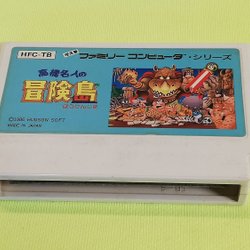 HFC-TB
ファミリー コンピュータ・シリーズ
高橋名人の
冒険島
©1986 HUDSON SOFT
MADE IN JAPAN